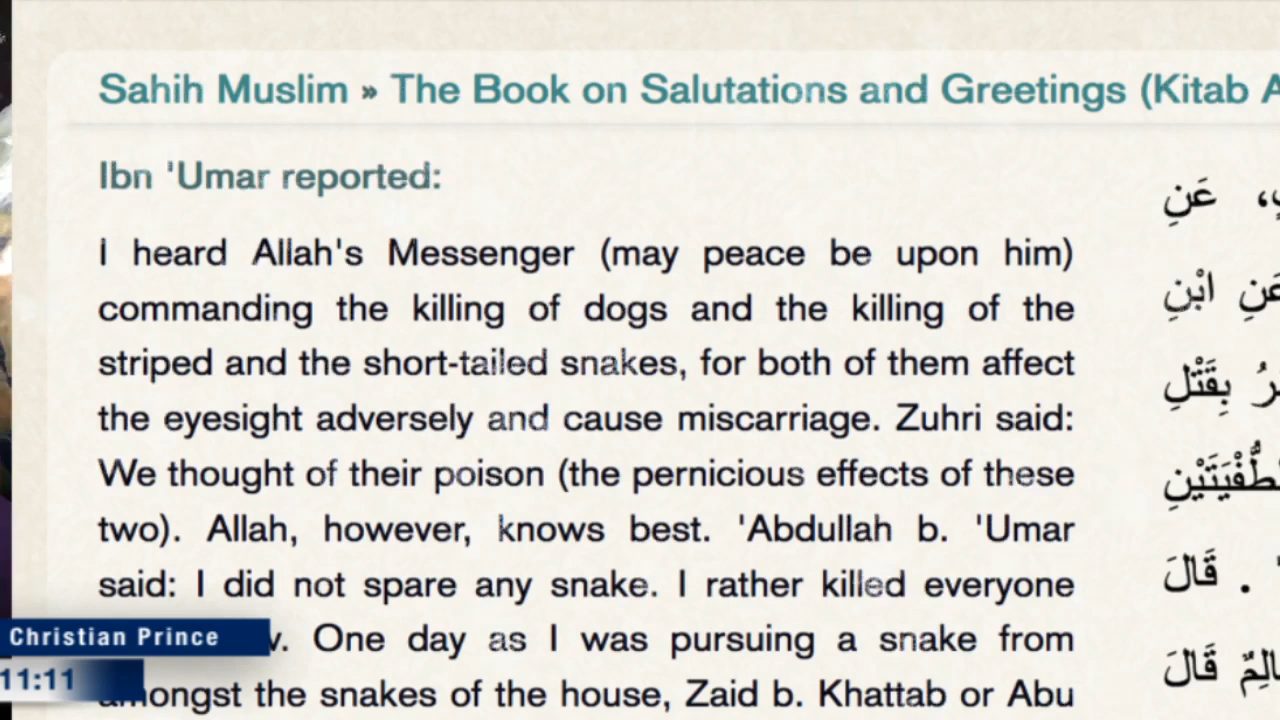 Sahih Muslim » The Book on Salutations and Greetings (Kitab
Ibn 'Umar reported:
I heard Allah's Messenger (may peace be upon him)
commanding the killing of dogs and the killing of the
striped and the short-tailed snakes, for both of them affect
the eyesight adversely and cause miscarriage. Zuhri said:
We thought of their poison (the pernicious effects of these
two). Allah, however, knows best. 'Abdullah b. 'Umar
said: I did not spare any snake. I rather killed everyone
One day as I was pursuing a snake from
amongst the snakes of the house, Zaid b. Khattab or Abu
عَنِ
عَنِ ابْنِ
بِقَتْلِ
قَالَ .
قَالَ
Christian Prince
11:11